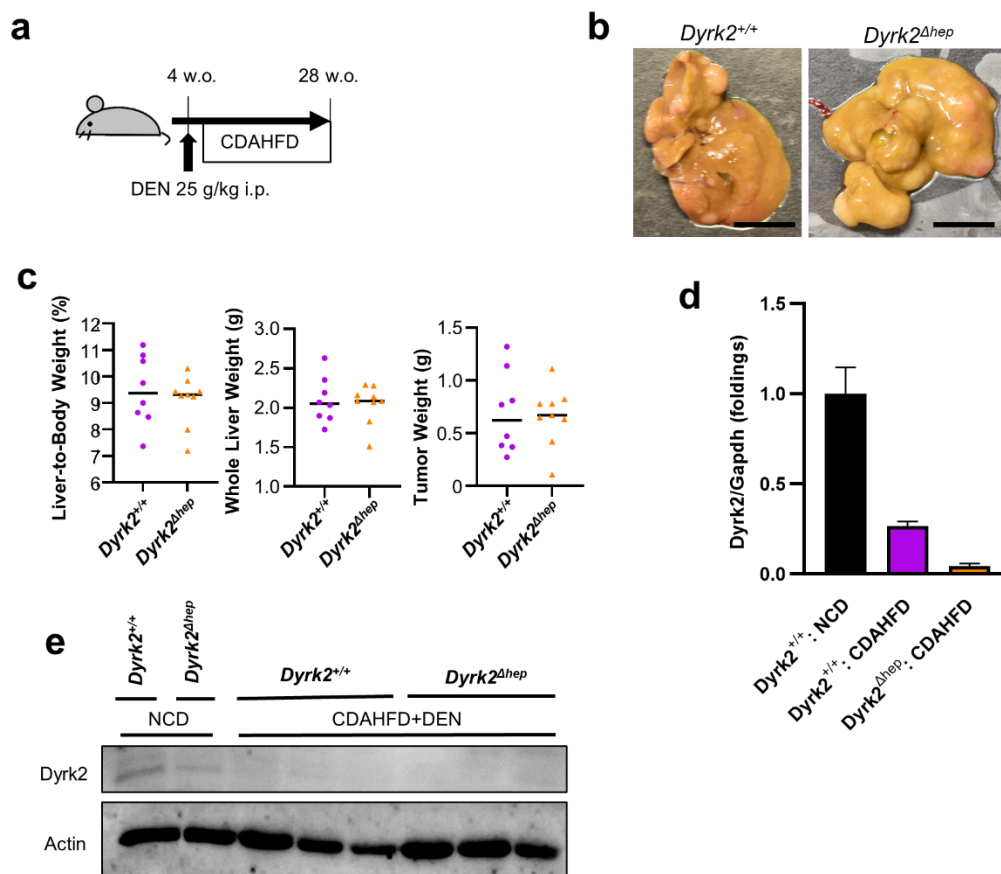 a
4 w.o.
28 w.o.
CDAHFD
DEN 25 g/kg i.p.
b
Dyrk2+/+
Dyrk2Δhep
c
Liver-to-Body Weight (%)
12
11
10
9
8
7
6
Dyrk2+/+
Dyrk2Δhep
Whole Liver Weight (g)
3.0
2.5
2.0
1.5
1.0
Dyrk2+/+
Dyrk2Δhep
Tumor Weight (g)
1.5
1.0
0.5
0
Dyrk2+/+
Dyrk2Δhep
d
Dyrk2/Gapdh (foldings)
1.5
1.0
0.5
0.0
Dyrk2+/+: NCD
Dyrk2+/+: CDAHFD
Dyrk2Δhep: CDAHFD
e
Dyrk2+/+
Dyrk2Δhep
Dyrk2+/+
Dyrk2Δhep
NCD
CDAHFD+DEN
Dyrk2
Actin